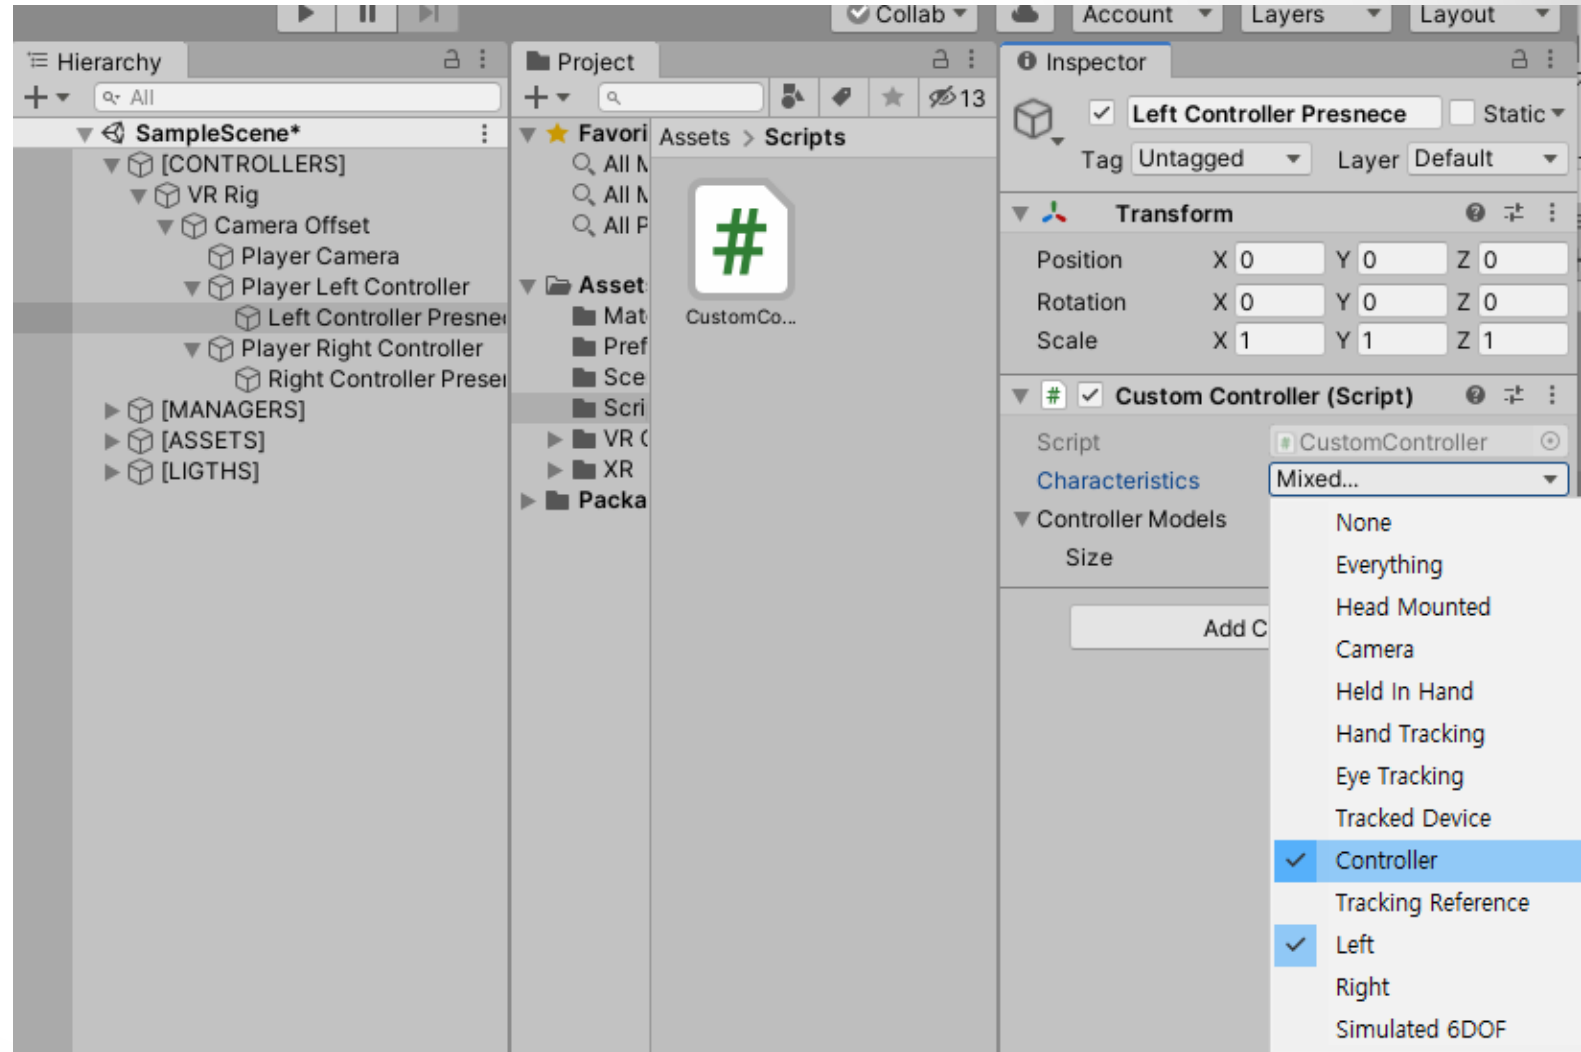 Collab
Account
Layers
Layout
Hierarchy
All
SampleScene*
[CONTROLLERS]
VR Rig
Camera Offset
Player Camera
Player Left Controller
Left Controller Presne
Player Right Controller
Right Controller Prese
[MANAGERS]
[ASSETS]
[LIGTHS]
Project
13
Favori
All M
All M
All P
Asset
Mat
Pref
Sce
Scri
VR
XR
Packa
Assets > Scripts
#
CustomCo...
Inspector
Left Controller Presnece
Static
Tag Untagged Layer Default
Transform
Position X 0 Y 0 Z 0
Rotation X 0 Y 0 Z 0
Scale X 1 Y 1 Z 1
# Custom Controller (Script)
Script # CustomController
Characteristics Mixed...
Controller Models
Size
Add C
None
Everything
Head Mounted
Camera
Held In Hand
Hand Tracking
Eye Tracking
Tracked Device
Controller
Tracking Reference
Left
Right
Simulated 6DOF